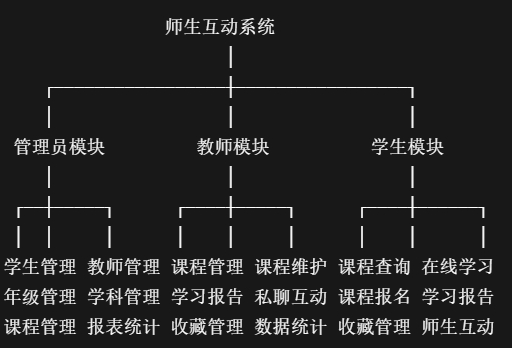 师生互动系统
管理员模块 教师模块 学生模块
学生管理 教师管理 课程管理 课程维护 课程查询 在线学习
年级管理 学科管理 学习报告 私聊互动 课程报名 学习报告
课程管理 报表统计 收藏管理 数据统计 收藏管理 师生互动